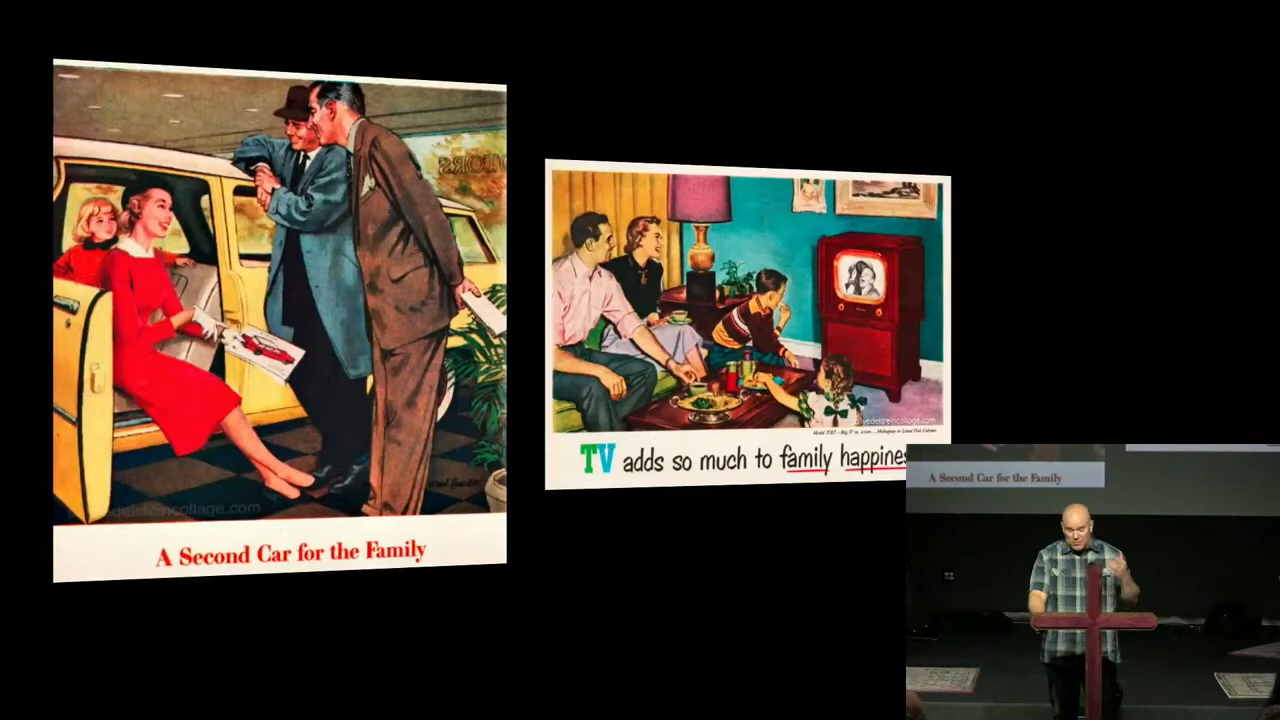 A Second Car for the Family
TV adds so much to family happines
A Second Car for the Family